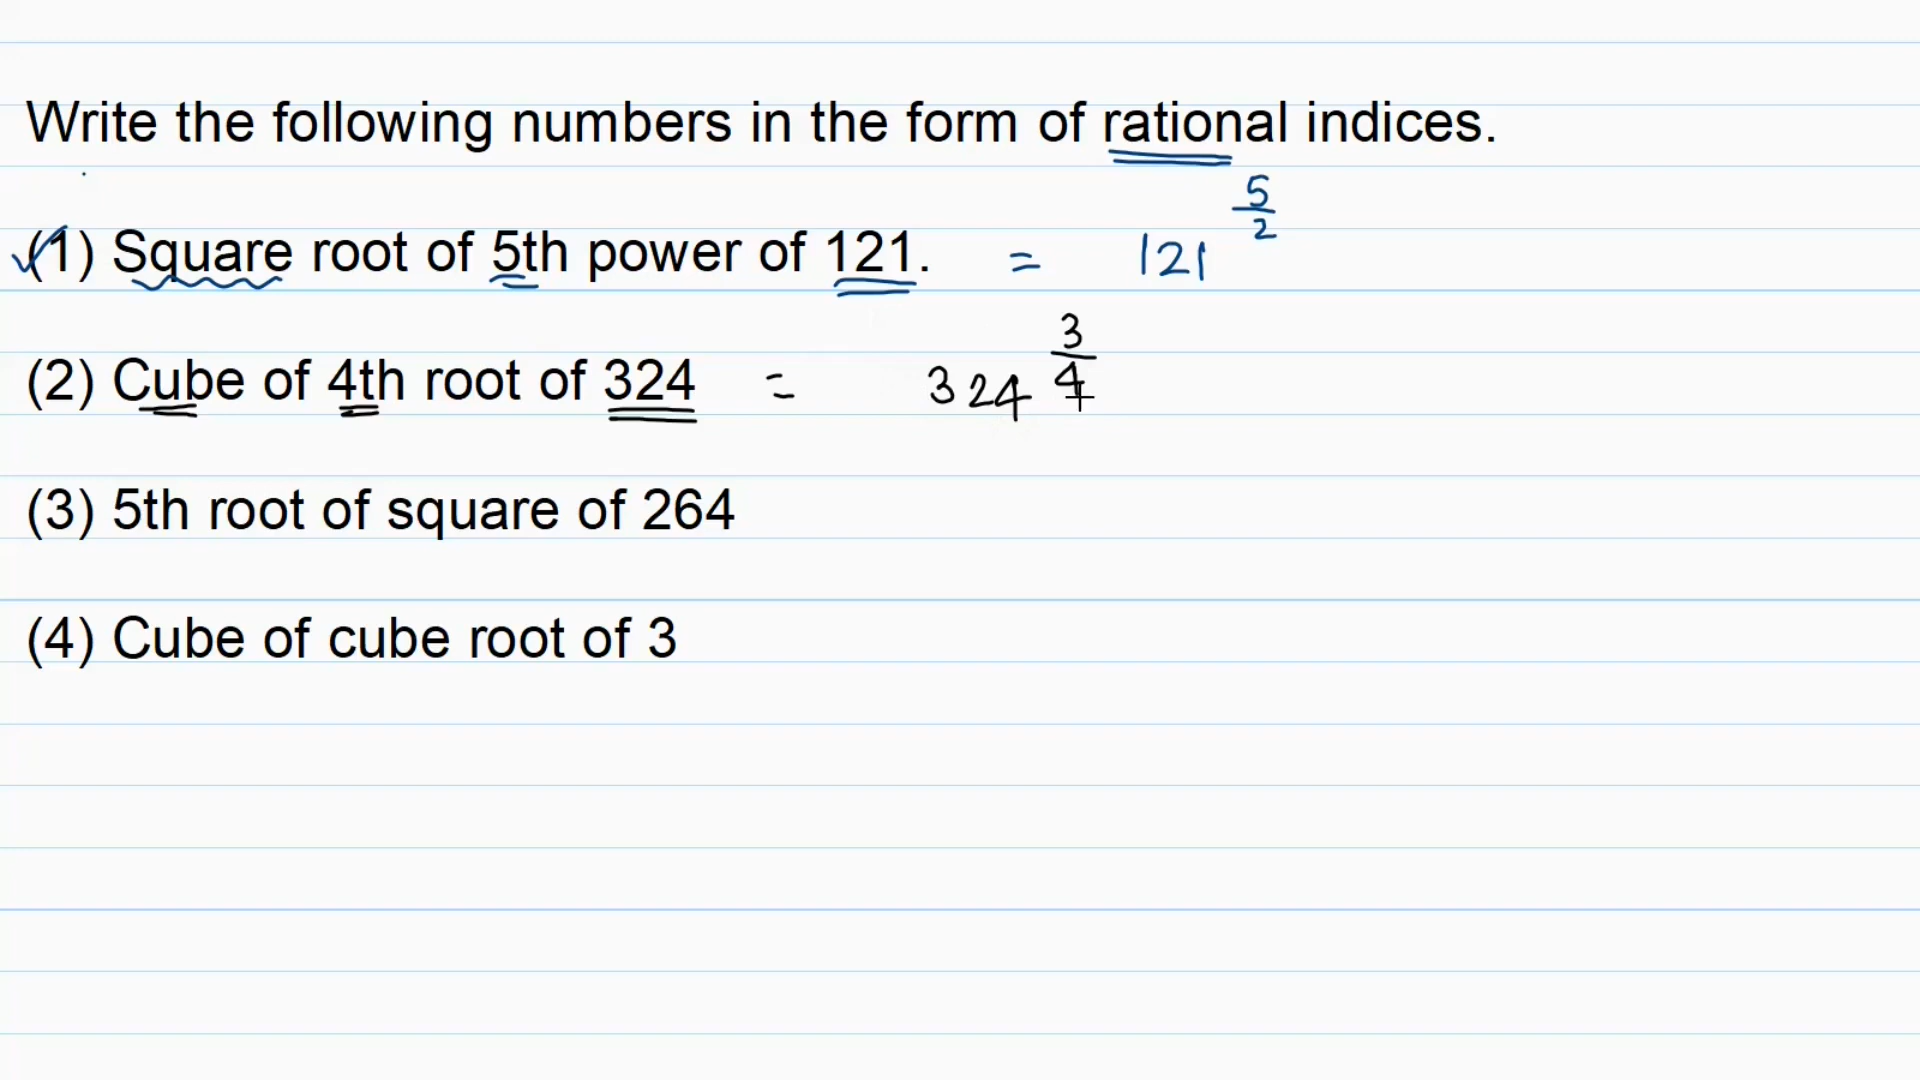 Write the following numbers in the form of rational indices.
(1) Square root of 5th power of 121. = 121^(5/2)
(2) Cube of 4th root of 324 = 324^(3/4)
(3) 5th root of square of 264
(4) Cube of cube root of 3